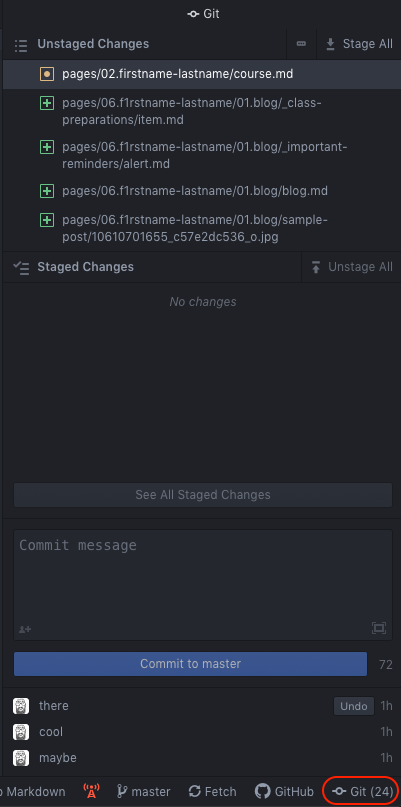 Git
Unstaged Changes
Stage All
pages/02.firstname-lastname/course.md
pages/06.f1rstname-lastname/01.blog/_class-
preparations/item.md
pages/06.f1rstname-lastname/01.blog/_important-
reminders/alert.md
pages/06.f1rstname-lastname/01.blog/blog.md
pages/06.f1rstname-lastname/01.blog/sample-
post/10610701655_c57e2dc536_o.jpg
Staged Changes
Unstage All
No changes
See All Staged Changes
Commit message
Commit to master
72
there
Undo
1h
cool
1h
maybe
1h
Markdown
master
Fetch
GitHub
Git (24)